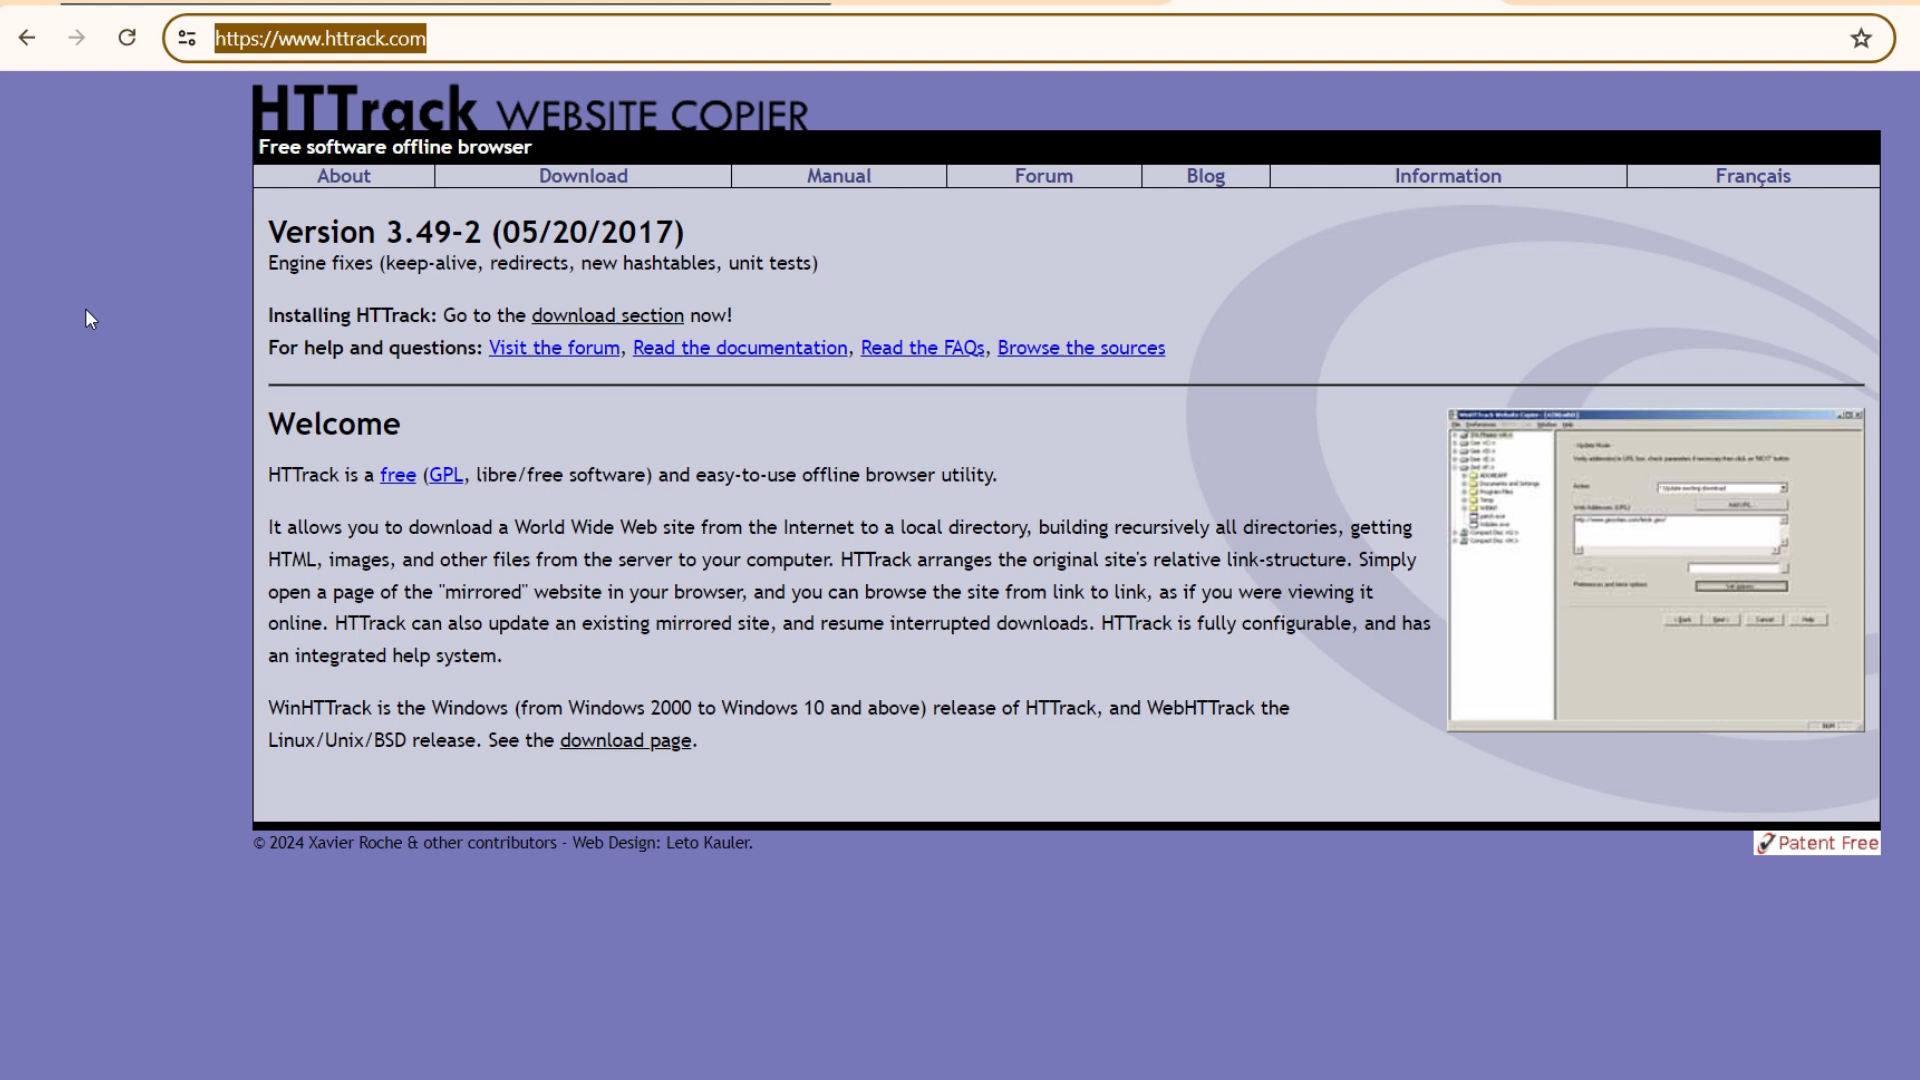 https://www.httrack.com
HTTrack WEBSITE COPIER
Free software offline browser
About Download Manual Forum Blog Information Français
Version 3.49-2 (05/20/2017)
Engine fixes (keep-alive, redirects, new hashtables, unit tests)
Installing HTTrack: Go to the download section now!
For help and questions: Visit the forum, Read the documentation, Read the FAQs, Browse the sources
Welcome
HTTrack is a free (GPL, libre/free software) and easy-to-use offline browser utility.
It allows you to download a World Wide Web site from the Internet to a local directory, building recursively all directories, getting
HTML, images, and other files from the server to your computer. HTTrack arranges the original site's relative link-structure. Simply
open a page of the "mirrored" website in your browser, and you can browse the site from link to link, as if you were viewing it
online. HTTrack can also update an existing mirrored site, and resume interrupted downloads. HTTrack is fully configurable, and has
an integrated help system.
WinHTTrack is the Windows (from Windows 2000 to Windows 10 and above) release of HTTrack, and WebHTTrack the
Linux/Unix/BSD release. See the download page.
© 2024 Xavier Roche & other contributors - Web Design: Leto Kauler.
Patent Free